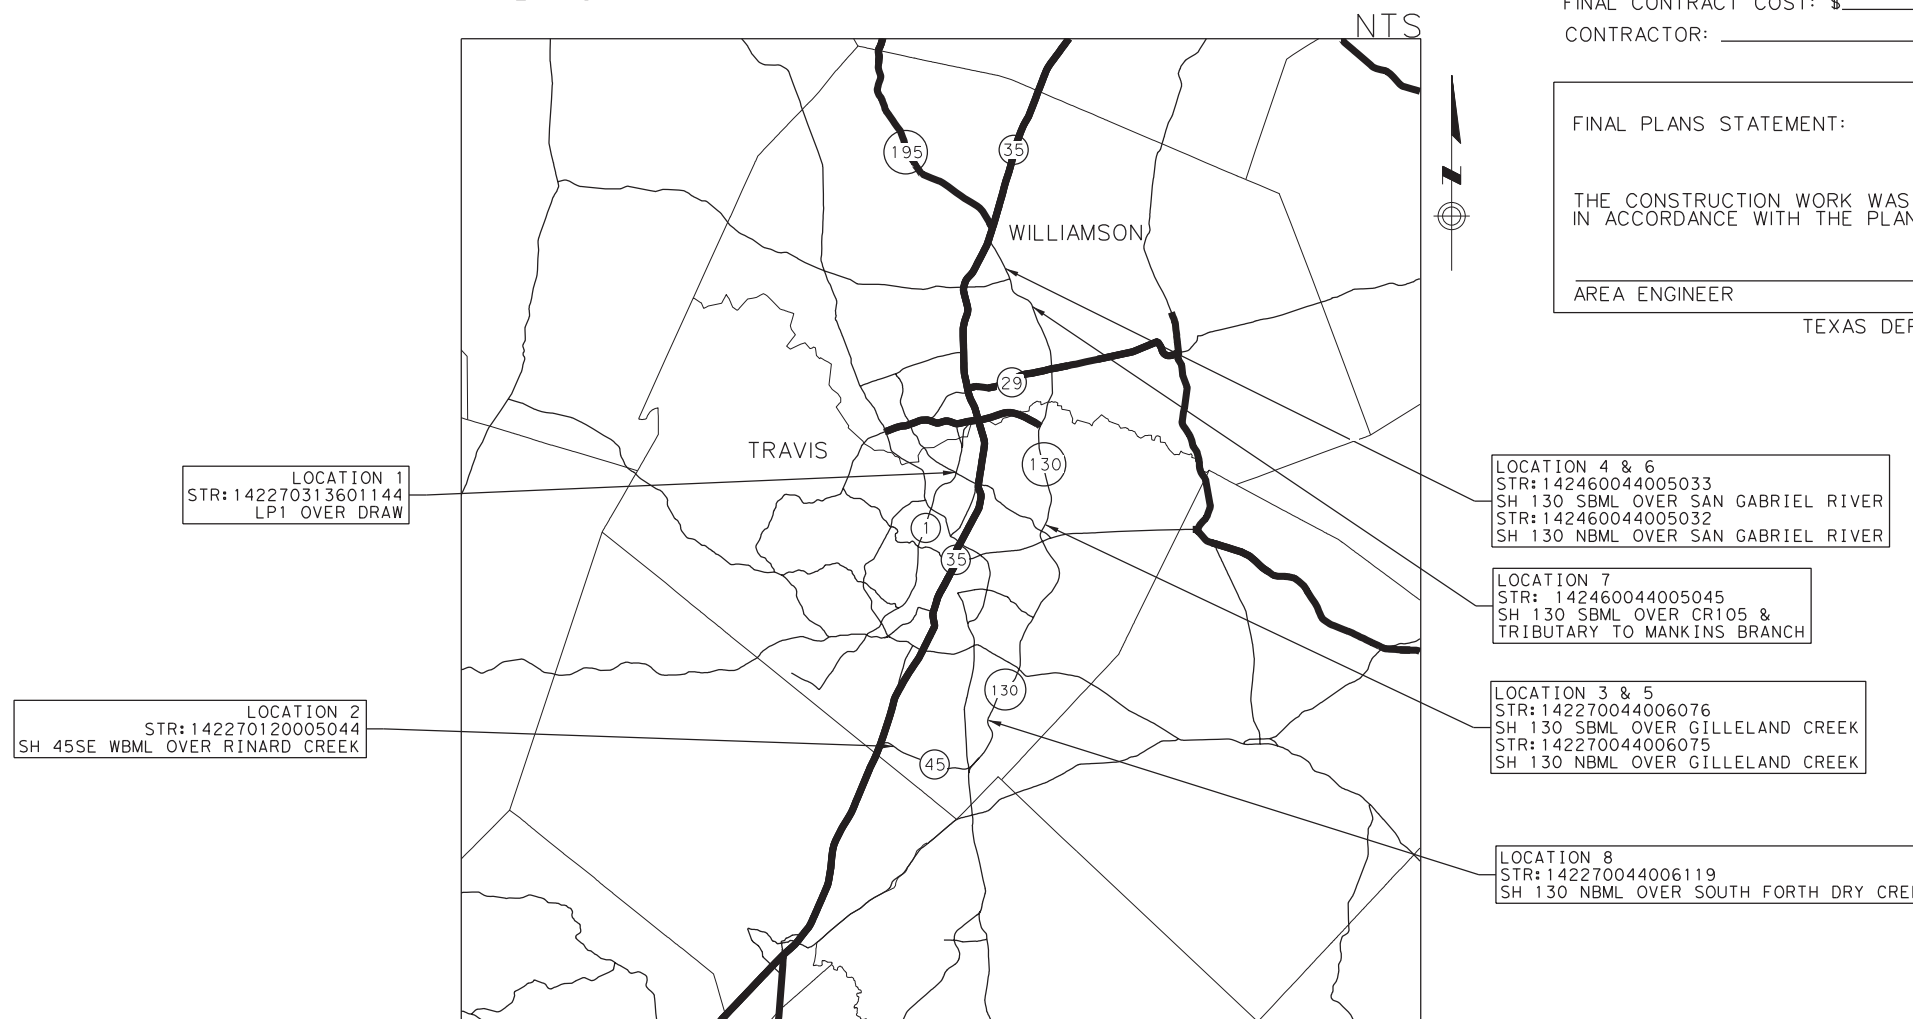 FINAL CONTRACT COST: $
NTS
CONTRACTOR:
FINAL PLANS STATEMENT:
THE CONSTRUCTION WORK WAS
IN ACCORDANCE WITH THE PLAN
AREA ENGINEER
TEXAS DEP
195
35
N
WILLIAMSON
29
TRAVIS
130
1
35
130
45
LOCATION 1
STR:142270313601144
LP1 OVER DRAW
LOCATION 2
STR:142270120005044
SH 45SE WBML OVER RINARD CREEK
LOCATION 4 & 6
STR:142460044005033
SH 130 SBML OVER SAN GABRIEL RIVER
STR:142460044005032
SH 130 NBML OVER SAN GABRIEL RIVER
LOCATION 7
STR: 142460044005045
SH 130 SBML OVER CR105 &
TRIBUTARY TO MANKINS BRANCH
LOCATION 3 & 5
STR:142270044006076
SH 130 SBML OVER GILLELAND CREEK
STR:142270044006075
SH 130 NBML OVER GILLELAND CREEK
LOCATION 8
STR:142270044006119
SH 130 NBML OVER SOUTH FORTH DRY CREE